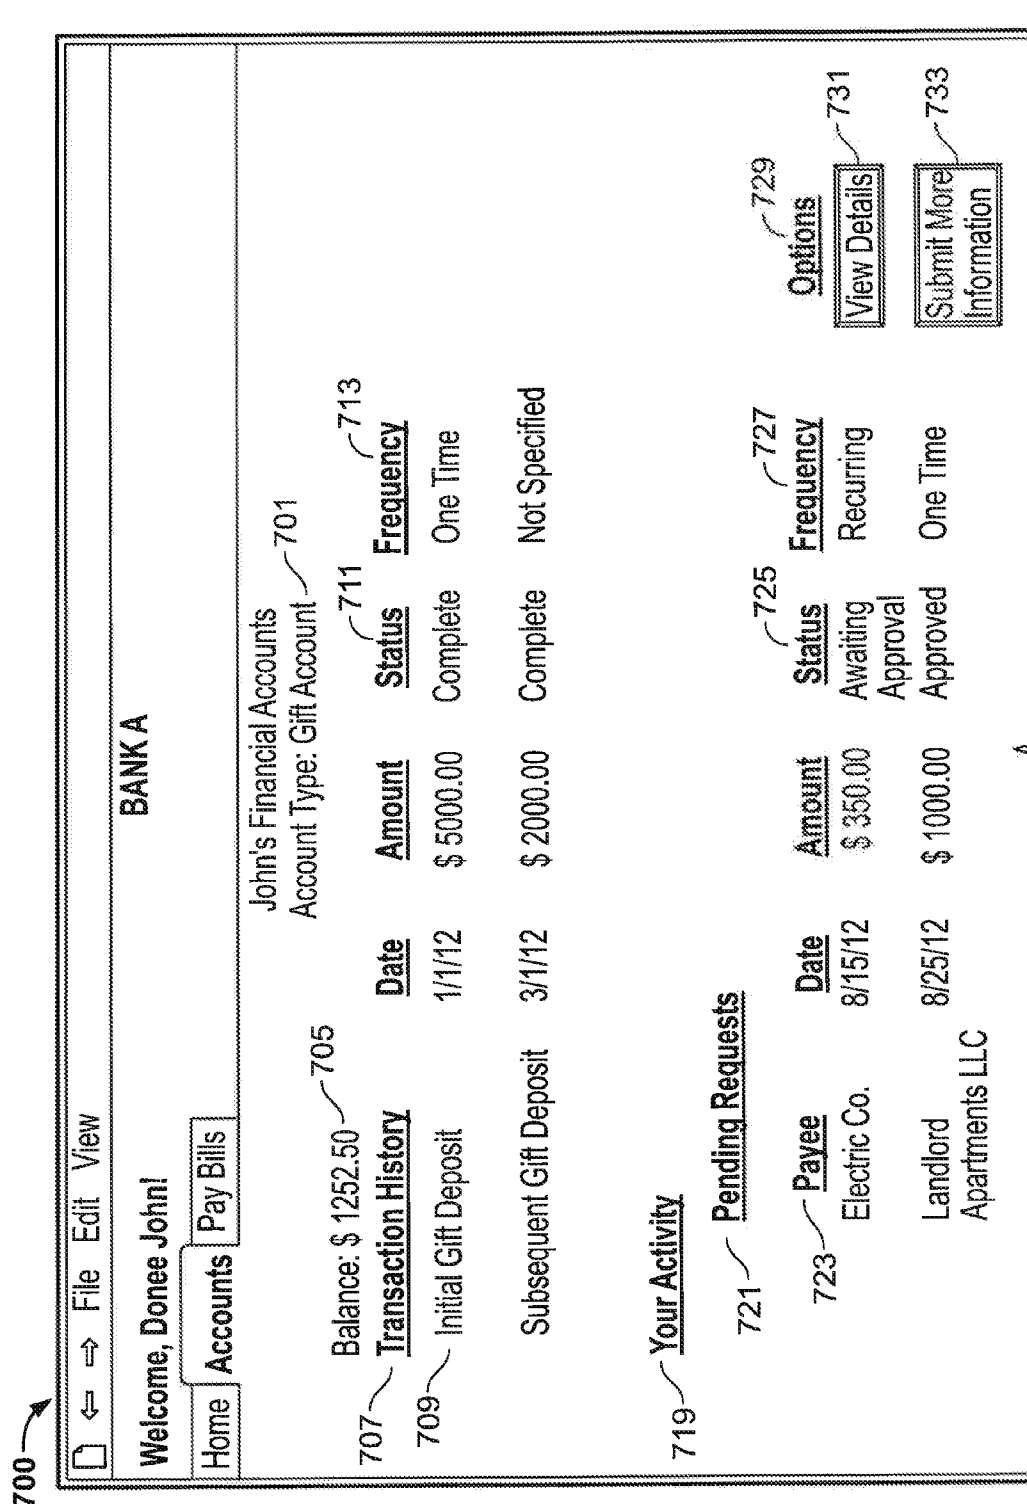 700
File Edit View
BANK A
Welcome, Donee John!
Home Accounts Pay Bills
John's Financial Accounts
Account Type: Gift Account 701
Balance: $ 1252.50 705
707 Transaction History Date Amount Status 711 Frequency 713
709 Initial Gift Deposit 1/1/12 $ 5000.00 Complete One Time
Subsequent Gift Deposit 3/1/12 $ 2000.00 Complete Not Specified
719 Your Activity
721 Pending Requests
723 Payee Date Amount Status 725 Frequency 727 Options 729
Electric Co. 8/15/12 $ 350.00 Awaiting Recurring View Details 731
Approval
Landlord 8/25/12 $ 1000.00 Approved One Time Submit More 733
Apartments LLC Information